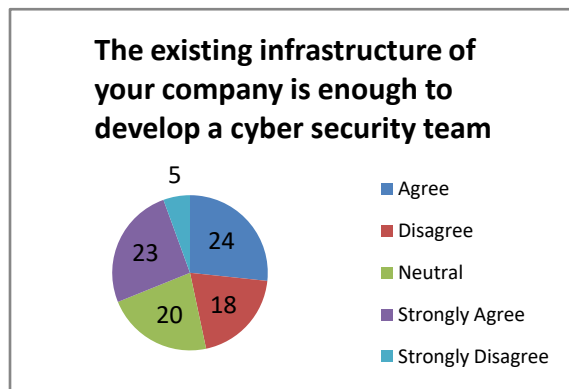 The existing infrastructure of
your company is enough to
develop a cyber security team
5
24
18
20
23
Agree
Disagree
Neutral
Strongly Agree
Strongly Disagree